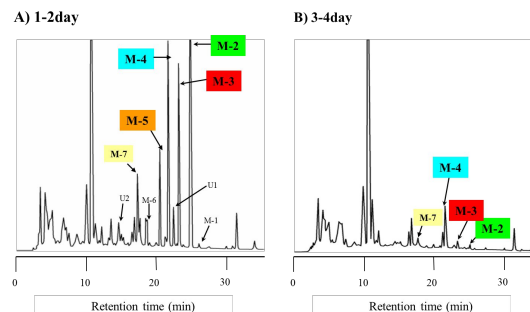 A) 1-2day
B) 3-4day
M-2
M-4
M-3
M-5
M-7
U2
M-6
U1
M-1
M-4
M-7
M-3
M-2
0 10 20 30
0 10 20 30
Retention time (min)
Retention time (min)